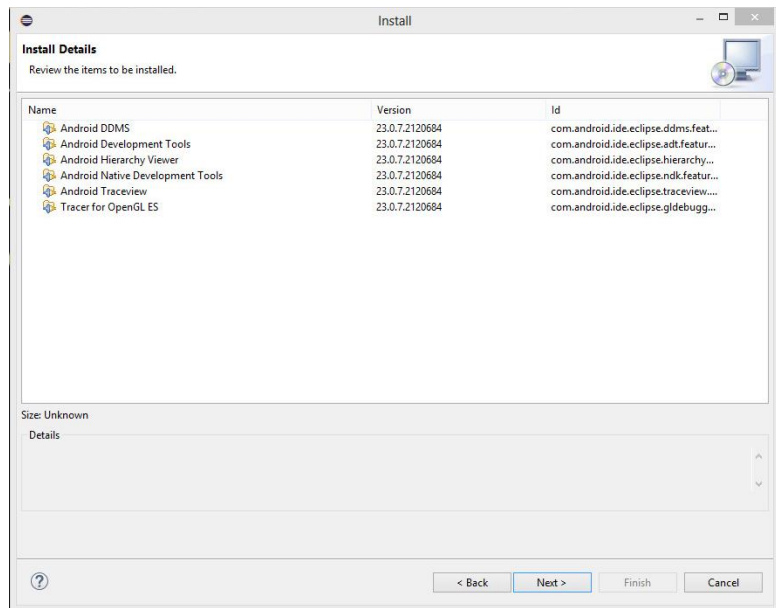 Install
Install Details
Review the items to be installed.
Name Version Id
Android DDMS 23.0.7.2120684 com.android.ide.eclipse.ddms.feat...
Android Development Tools 23.0.7.2120684 com.android.ide.eclipse.adt.featur...
Android Hierarchy Viewer 23.0.7.2120684 com.android.ide.eclipse.hierarchy...
Android Native Development Tools 23.0.7.2120684 com.android.ide.eclipse.ndk.featur...
Android Traceview 23.0.7.2120684 com.android.ide.eclipse.traceview....
Tracer for OpenGL ES 23.0.7.2120684 com.android.ide.eclipse.gldebugg...
Size: Unknown
Details
? < Back Next > Finish Cancel